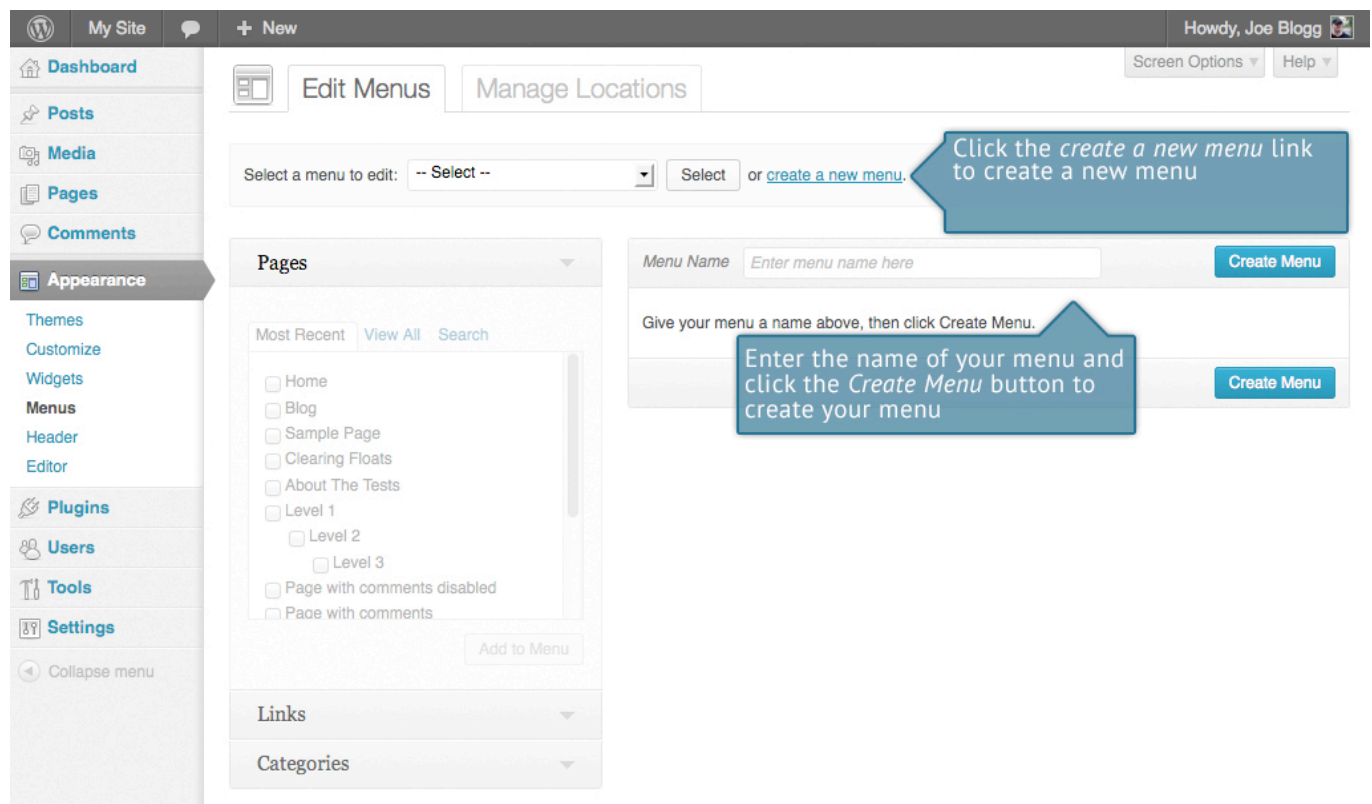 My Site
+ New
Howdy, Joe Blogg
Dashboard
Posts
Media
Pages
Comments
Appearance
Themes
Customize
Widgets
Menus
Header
Editor
Plugins
Users
Tools
Settings
Collapse menu
Screen Options
Help
Edit Menus
Manage Locations
Select a menu to edit:
-- Select --
Select
or create a new menu.
Click the create a new menu link
to create a new menu
Pages
Most Recent
View All
Search
Home
Blog
Sample Page
Clearing Floats
About The Tests
Level 1
Level 2
Level 3
Page with comments disabled
Page with comments
Add to Menu
Links
Categories
Menu Name
Enter menu name here
Create Menu
Give your menu a name above, then click Create Menu.
Enter the name of your menu and
click the Create Menu button to
create your menu
Create Menu